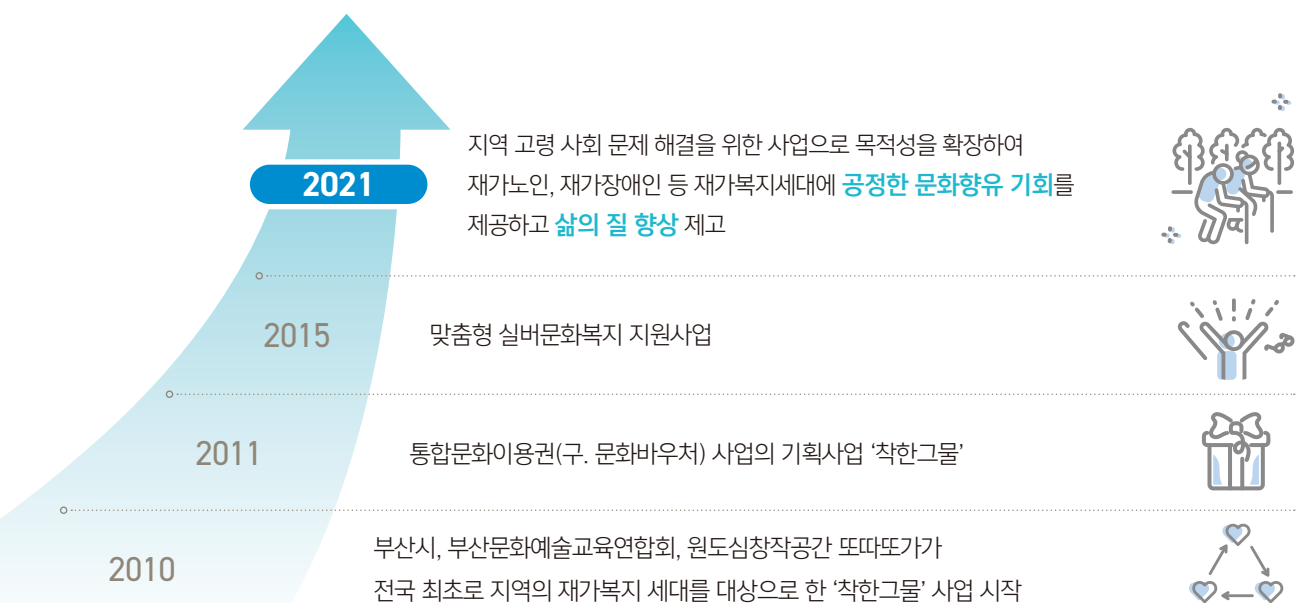 2021
지역 고령 사회 문제 해결을 위한 사업으로 목적성을 확장하여
재가노인, 재가장애인 등 재가복지세대에 공정한 문화향유 기회를
제공하고 삶의 질 향상 제고
2015
맞춤형 실버문화복지 지원사업
2011
통합문화이용권(구. 문화바우처) 사업의 기획사업 ‘착한그물’
2010
부산시, 부산문화예술교육연합회, 원도심창작공간 또따또가가
전국 최초로 지역의 재가복지 세대를 대상으로 한 ‘착한그물’ 사업 시작